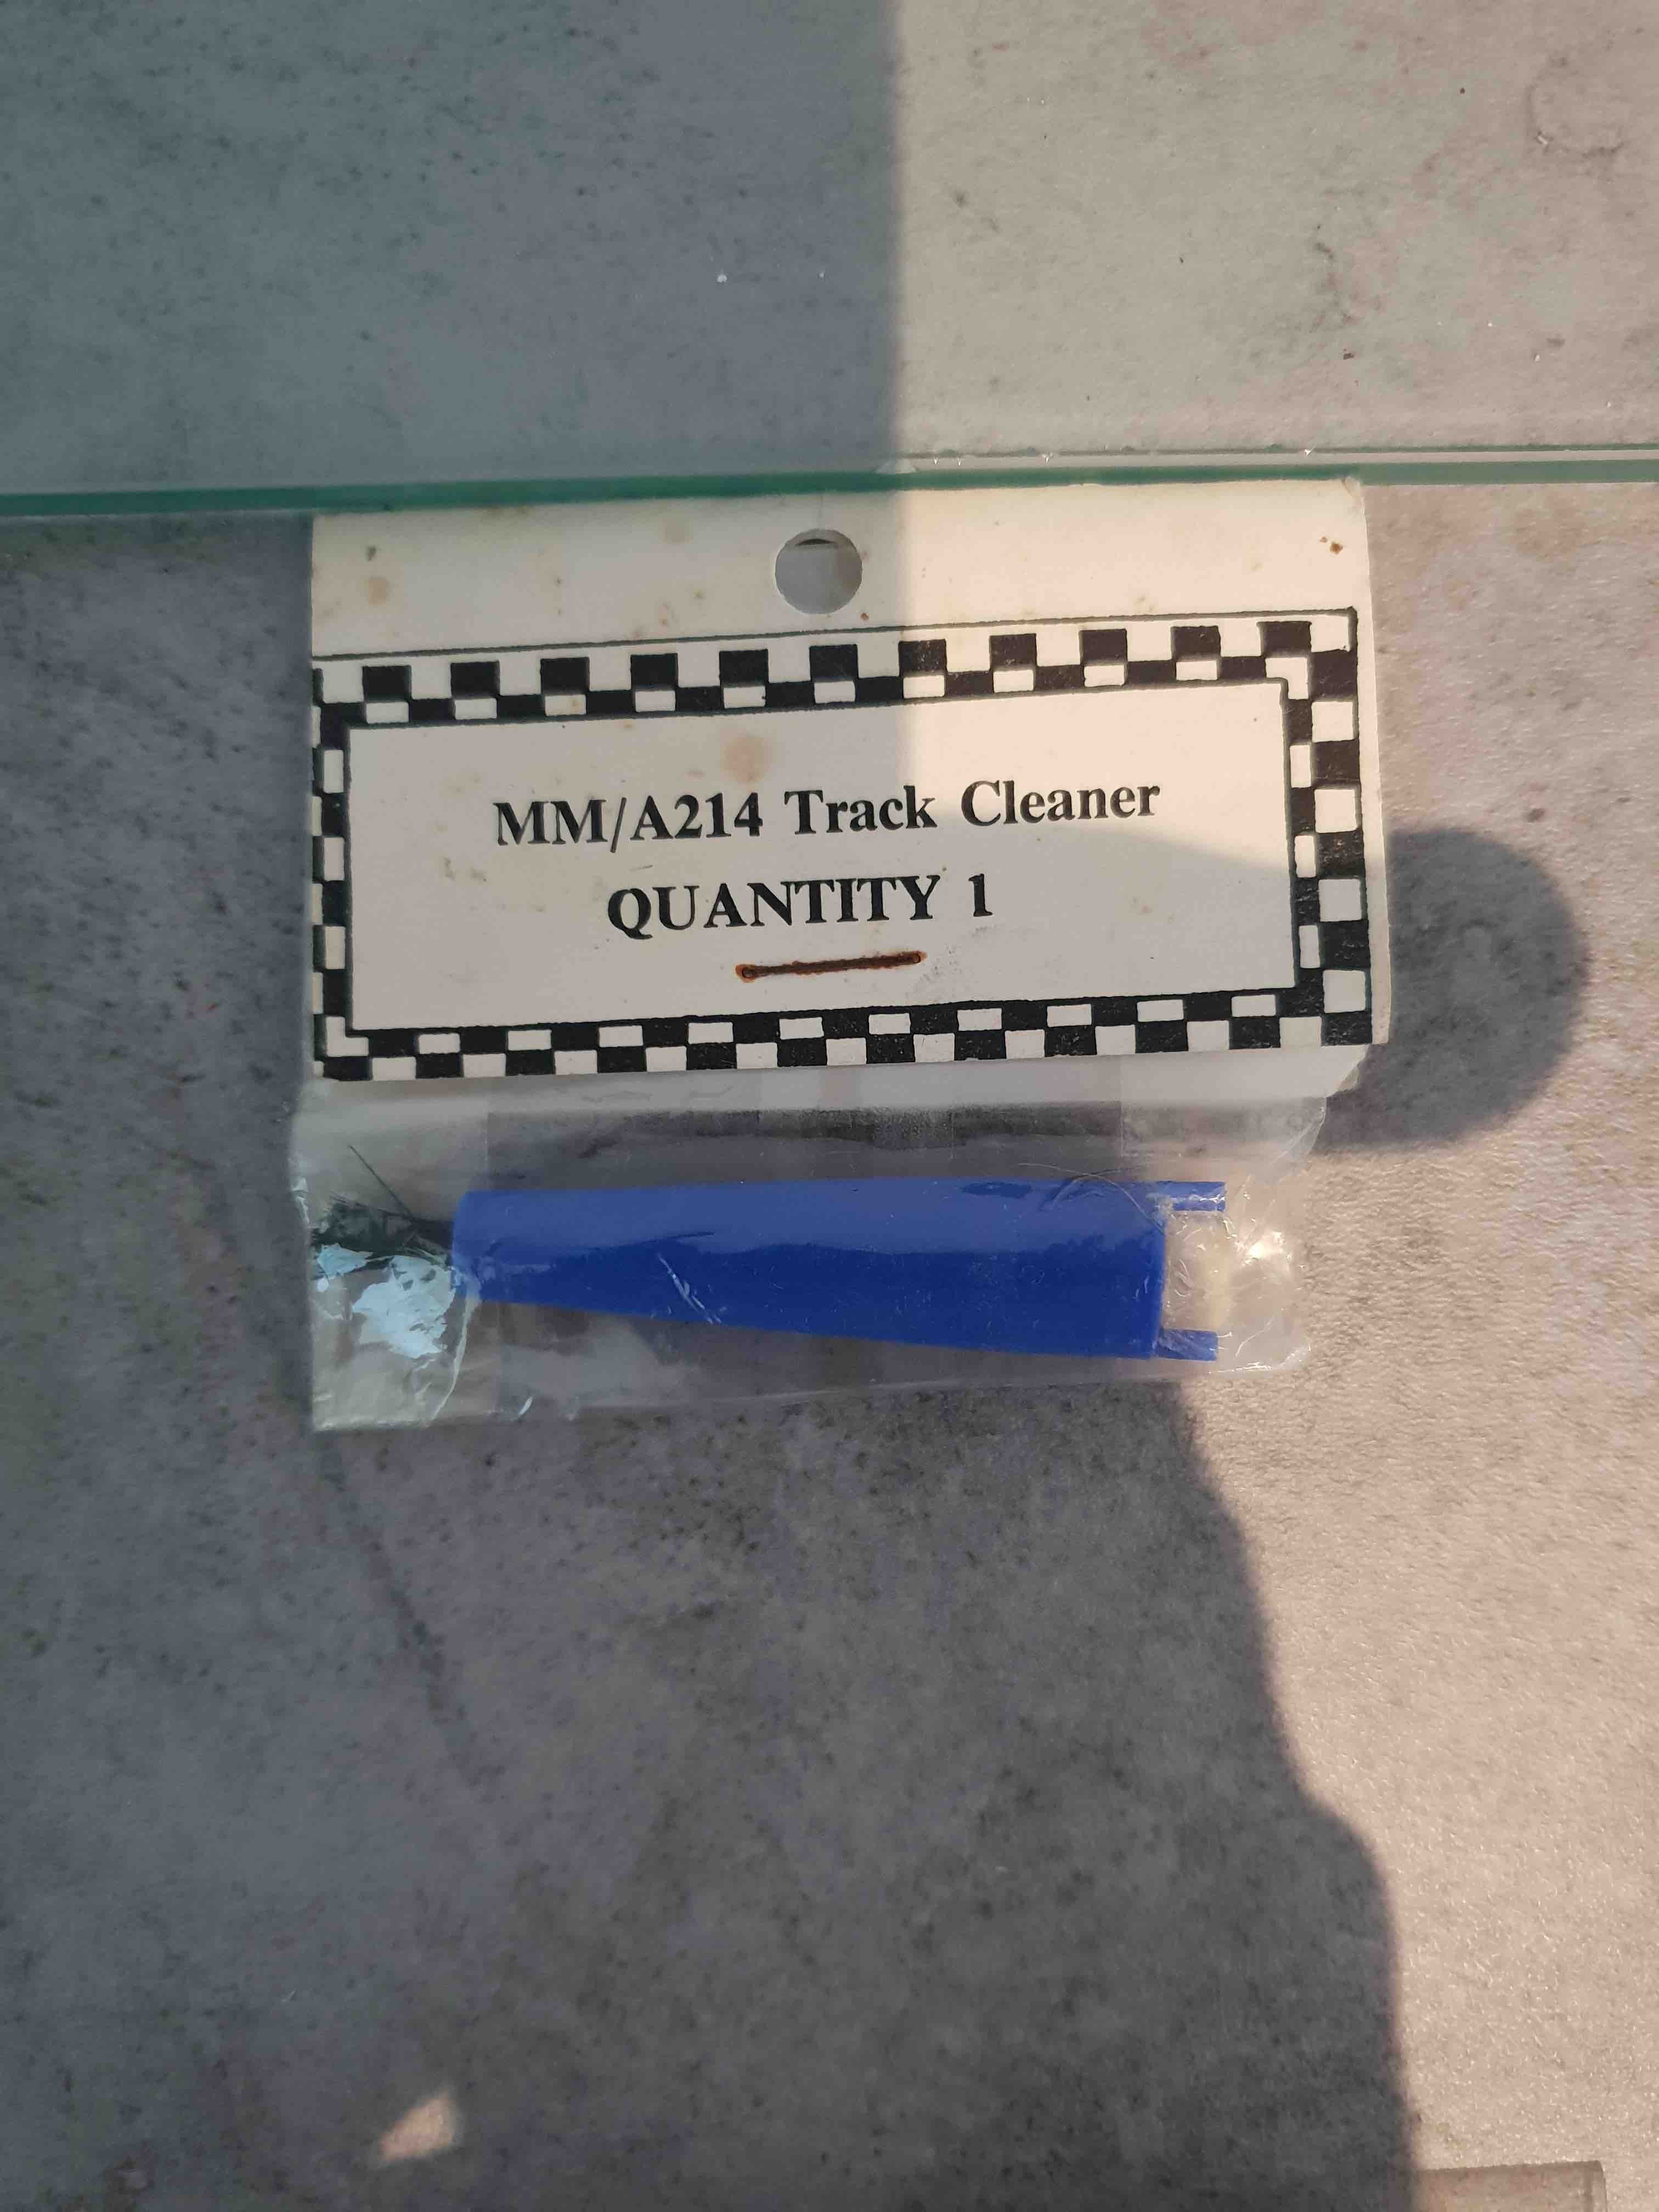 MM/A214 Track Cleaner
QUANTITY 1